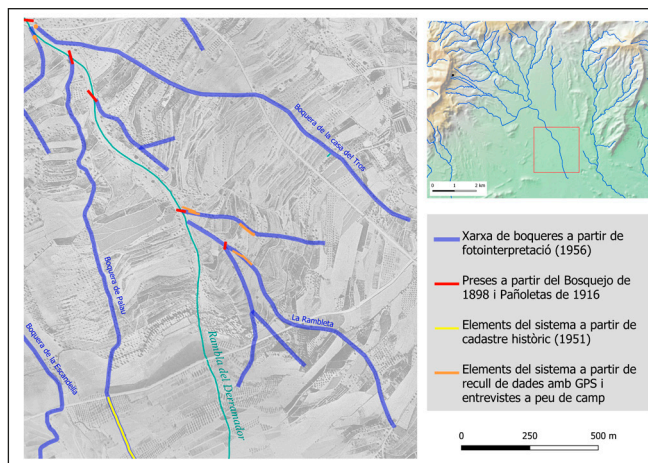 Boquera de la casa del Tros
Boquera de Palau
La Rambleta
Boquera de la Escandella
Rambla del Derramador
0 1 2 km
Xarxa de boqueres a partir de
fotointerpretació (1956)
Preses a partir del Bosquejo de
1898 i Pañoletas de 1916
Elements del sistema a partir de
cadastre històric (1951)
Elements del sistema a partir de
recull de dades amb GPS i
entrevistes a peu de camp
0 250 500 m